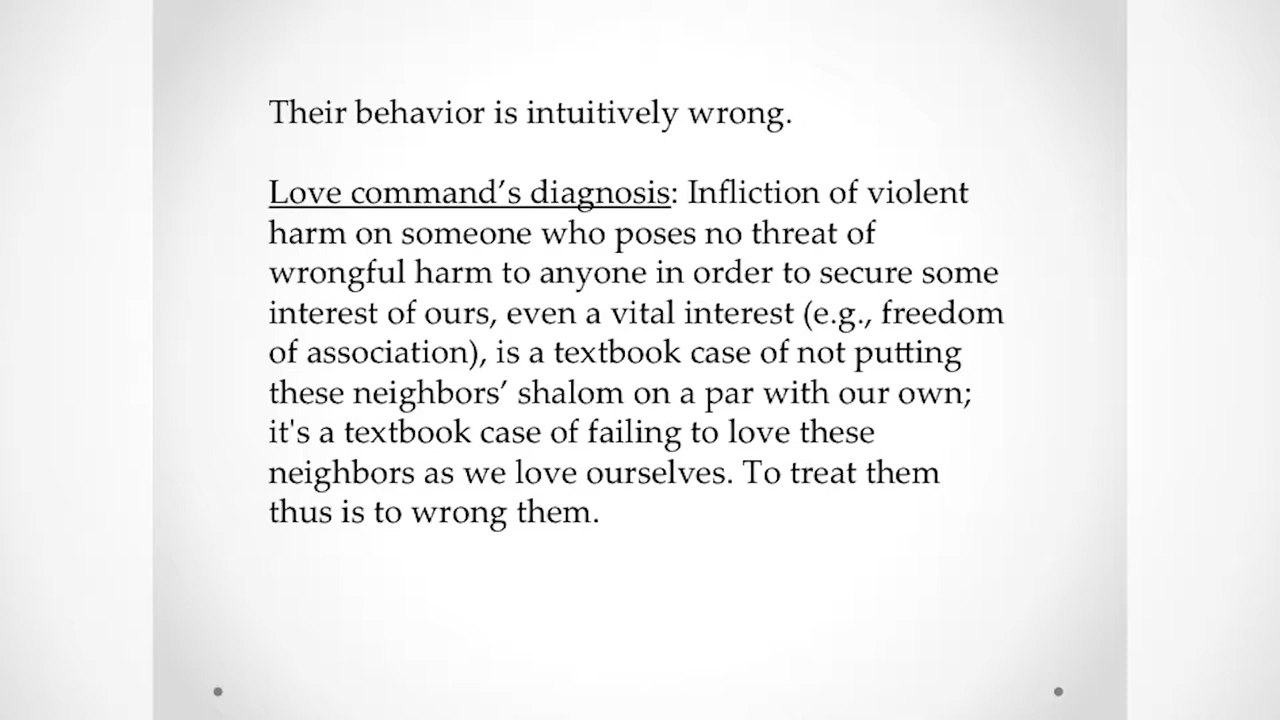 Their behavior is intuitively wrong.
Love command’s diagnosis: Infliction of violent
harm on someone who poses no threat of
wrongful harm to anyone in order to secure some
interest of ours, even a vital interest (e.g., freedom
of association), is a textbook case of not putting
these neighbors’ shalom on a par with our own;
it's a textbook case of failing to love these
neighbors as we love ourselves. To treat them
thus is to wrong them.